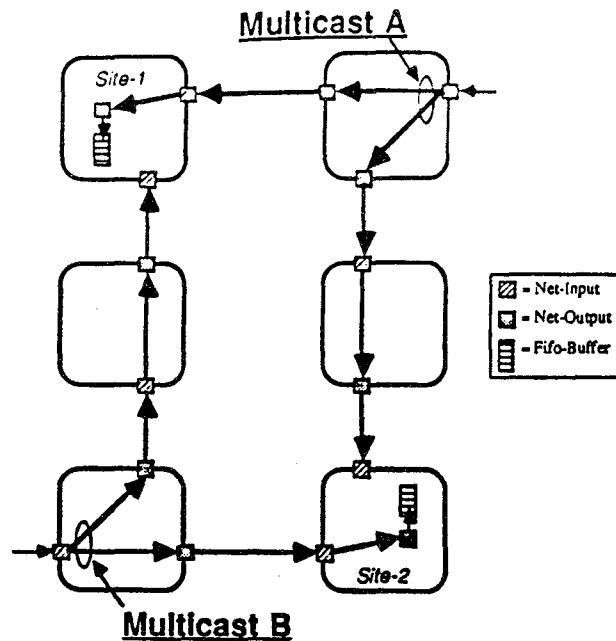 Multicast A
Site-1
= Net-Input
= Net-Output
= Fifo-Buffer
Site-2
Multicast B